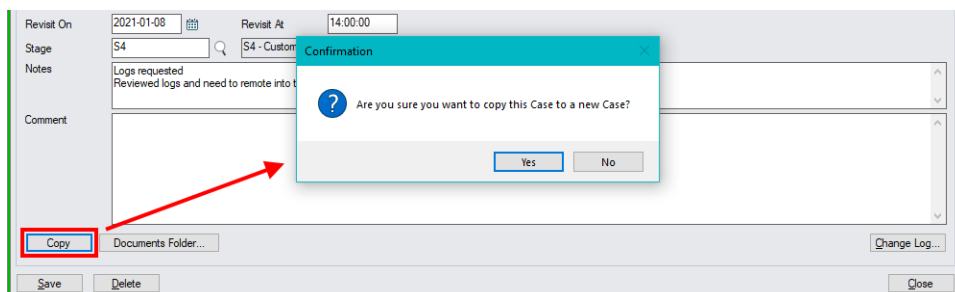 Revisit On 2021-01-08 Revisit At 14:00:00
Stage S4 S4 - Custom
Confirmation
Notes Logs requested
Reviewed logs and need to remote into t
Are you sure you want to copy this Case to a new Case?
Comment
Yes No
Copy Documents Folder... Change Log...
Save Delete Close